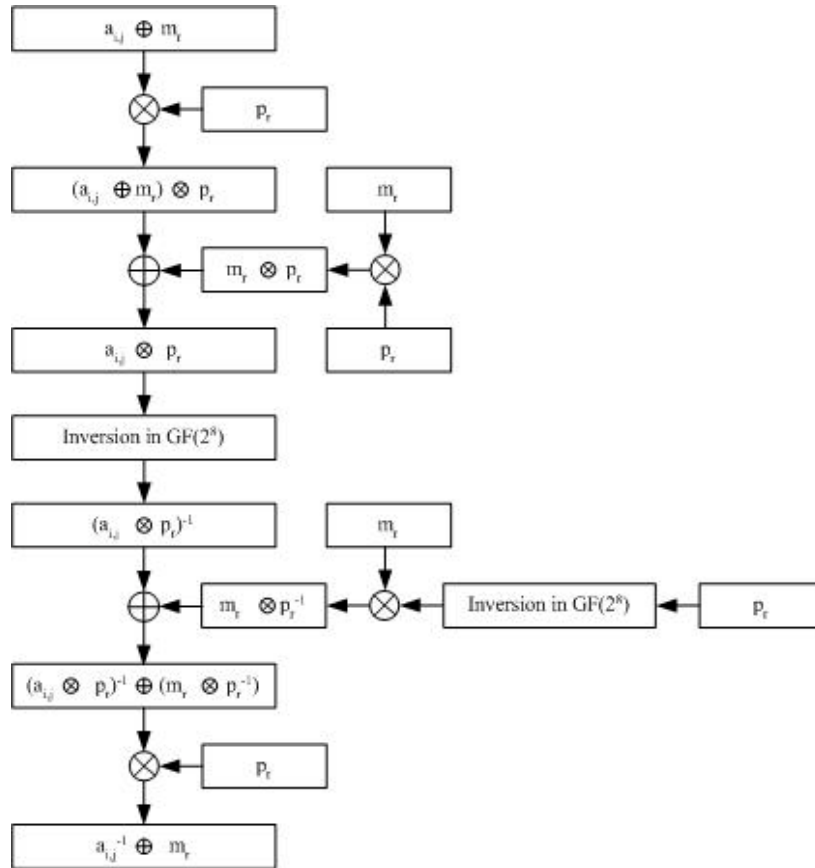 a_{i,j} ⊕ m_r
p_r
(a_{i,j} ⊕ m_r) ⊗ p_r
m_r
m_r ⊗ p_r
a_{i,j} ⊗ p_r
p_r
Inversion in GF(2^8)
(a_{i,j} ⊗ p_r)^{-1}
m_r
m_r ⊗ p_r^{-1}
Inversion in GF(2^8)
p_r
(a_{i,j} ⊗ p_r)^{-1} ⊕ (m_r ⊗ p_r^{-1})
p_r
a_{i,j}^{-1} ⊕ m_r